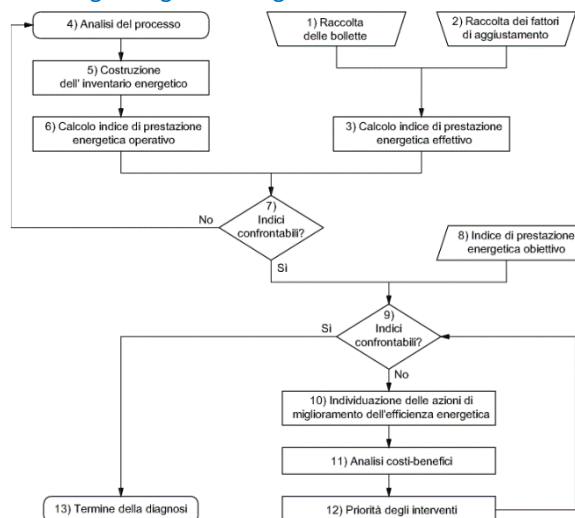 4) Analisi del processo
1) Raccolta
delle bollette
2) Raccolta dei fattori
di aggiustamento
5) Costruzione
dell' inventario energetico
6) Calcolo indice di prestazione
energetica operativo
3) Calcolo indice di prestazione
energetica effettivo
7)
Indici
confrontabili?
No
Sì
8) Indice di prestazione
energetica obiettivo
9)
Indici
confrontabili?
Sì
No
10) Individuazione delle azioni di
miglioramento dell'efficienza energetica
11) Analisi costi-benefici
13) Termine della diagnosi
12) Priorità degli interventi